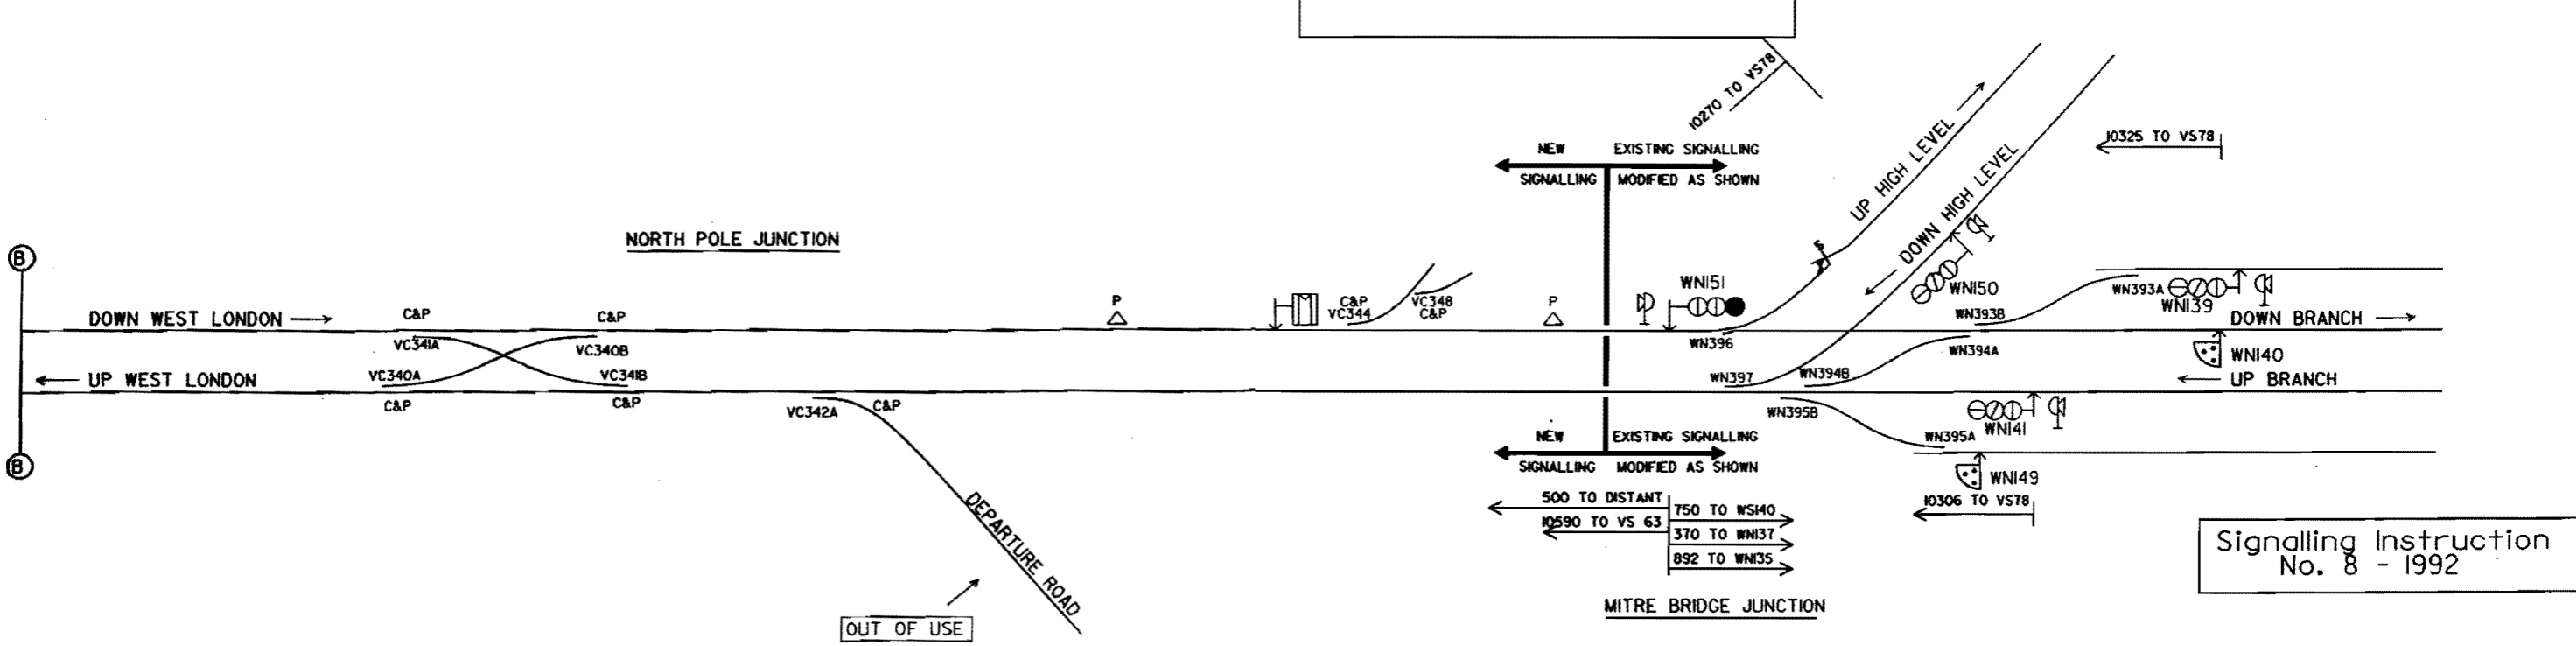 10270 TO VS78
NEW
EXISTING SIGNALLING
SIGNALLING
MODIFIED AS SHOWN
UP HIGH LEVEL
DOWN HIGH LEVEL
10325 TO VS78
NORTH POLE JUNCTION
B
DOWN WEST LONDON
C&P
C&P
VC341A
VC340B
P
M
C&P
VC344
VC348
C&P
P
WN151
WN396
S
WN150
WN393A
WN139
WN393B
DOWN BRANCH
WN394A
WN140
UP WEST LONDON
VC340A
VC341B
C&P
C&P
VC342A
C&P
WN397
WN394B
UP BRANCH
WN395B
WN141
WN395A
WN149
B
NEW
EXISTING SIGNALLING
SIGNALLING
MODIFIED AS SHOWN
500 TO DISTANT
10590 TO VS 63
750 TO WS140
370 TO WN137
892 TO WN135
10306 TO VS78
DEPARTURE ROAD
OUT OF USE
MITRE BRIDGE JUNCTION
Signalling Instruction
No. 8 - 1992